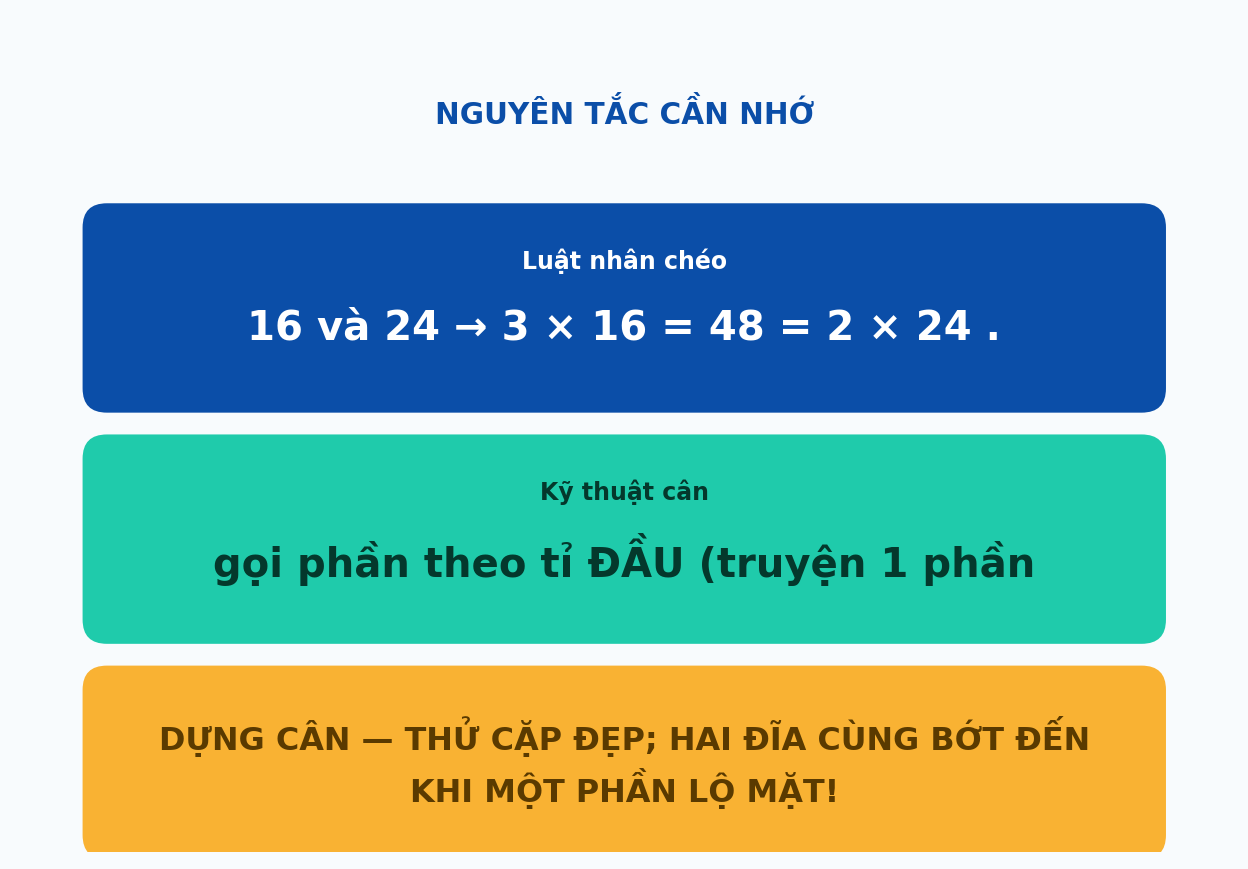 NGUYÊN TẮC CẦN NHỚ
Luật nhân chéo
16 và 24 → 3 × 16 = 48 = 2 × 24 .
Kỹ thuật cân
gọi phần theo tỉ ĐẦU (truyện 1 phần
DỰNG CÂN — THỬ CẶP ĐẸP; HAI ĐĨA CÙNG BỚT ĐẾN
KHI MỘT PHẦN LỘ MẶT!